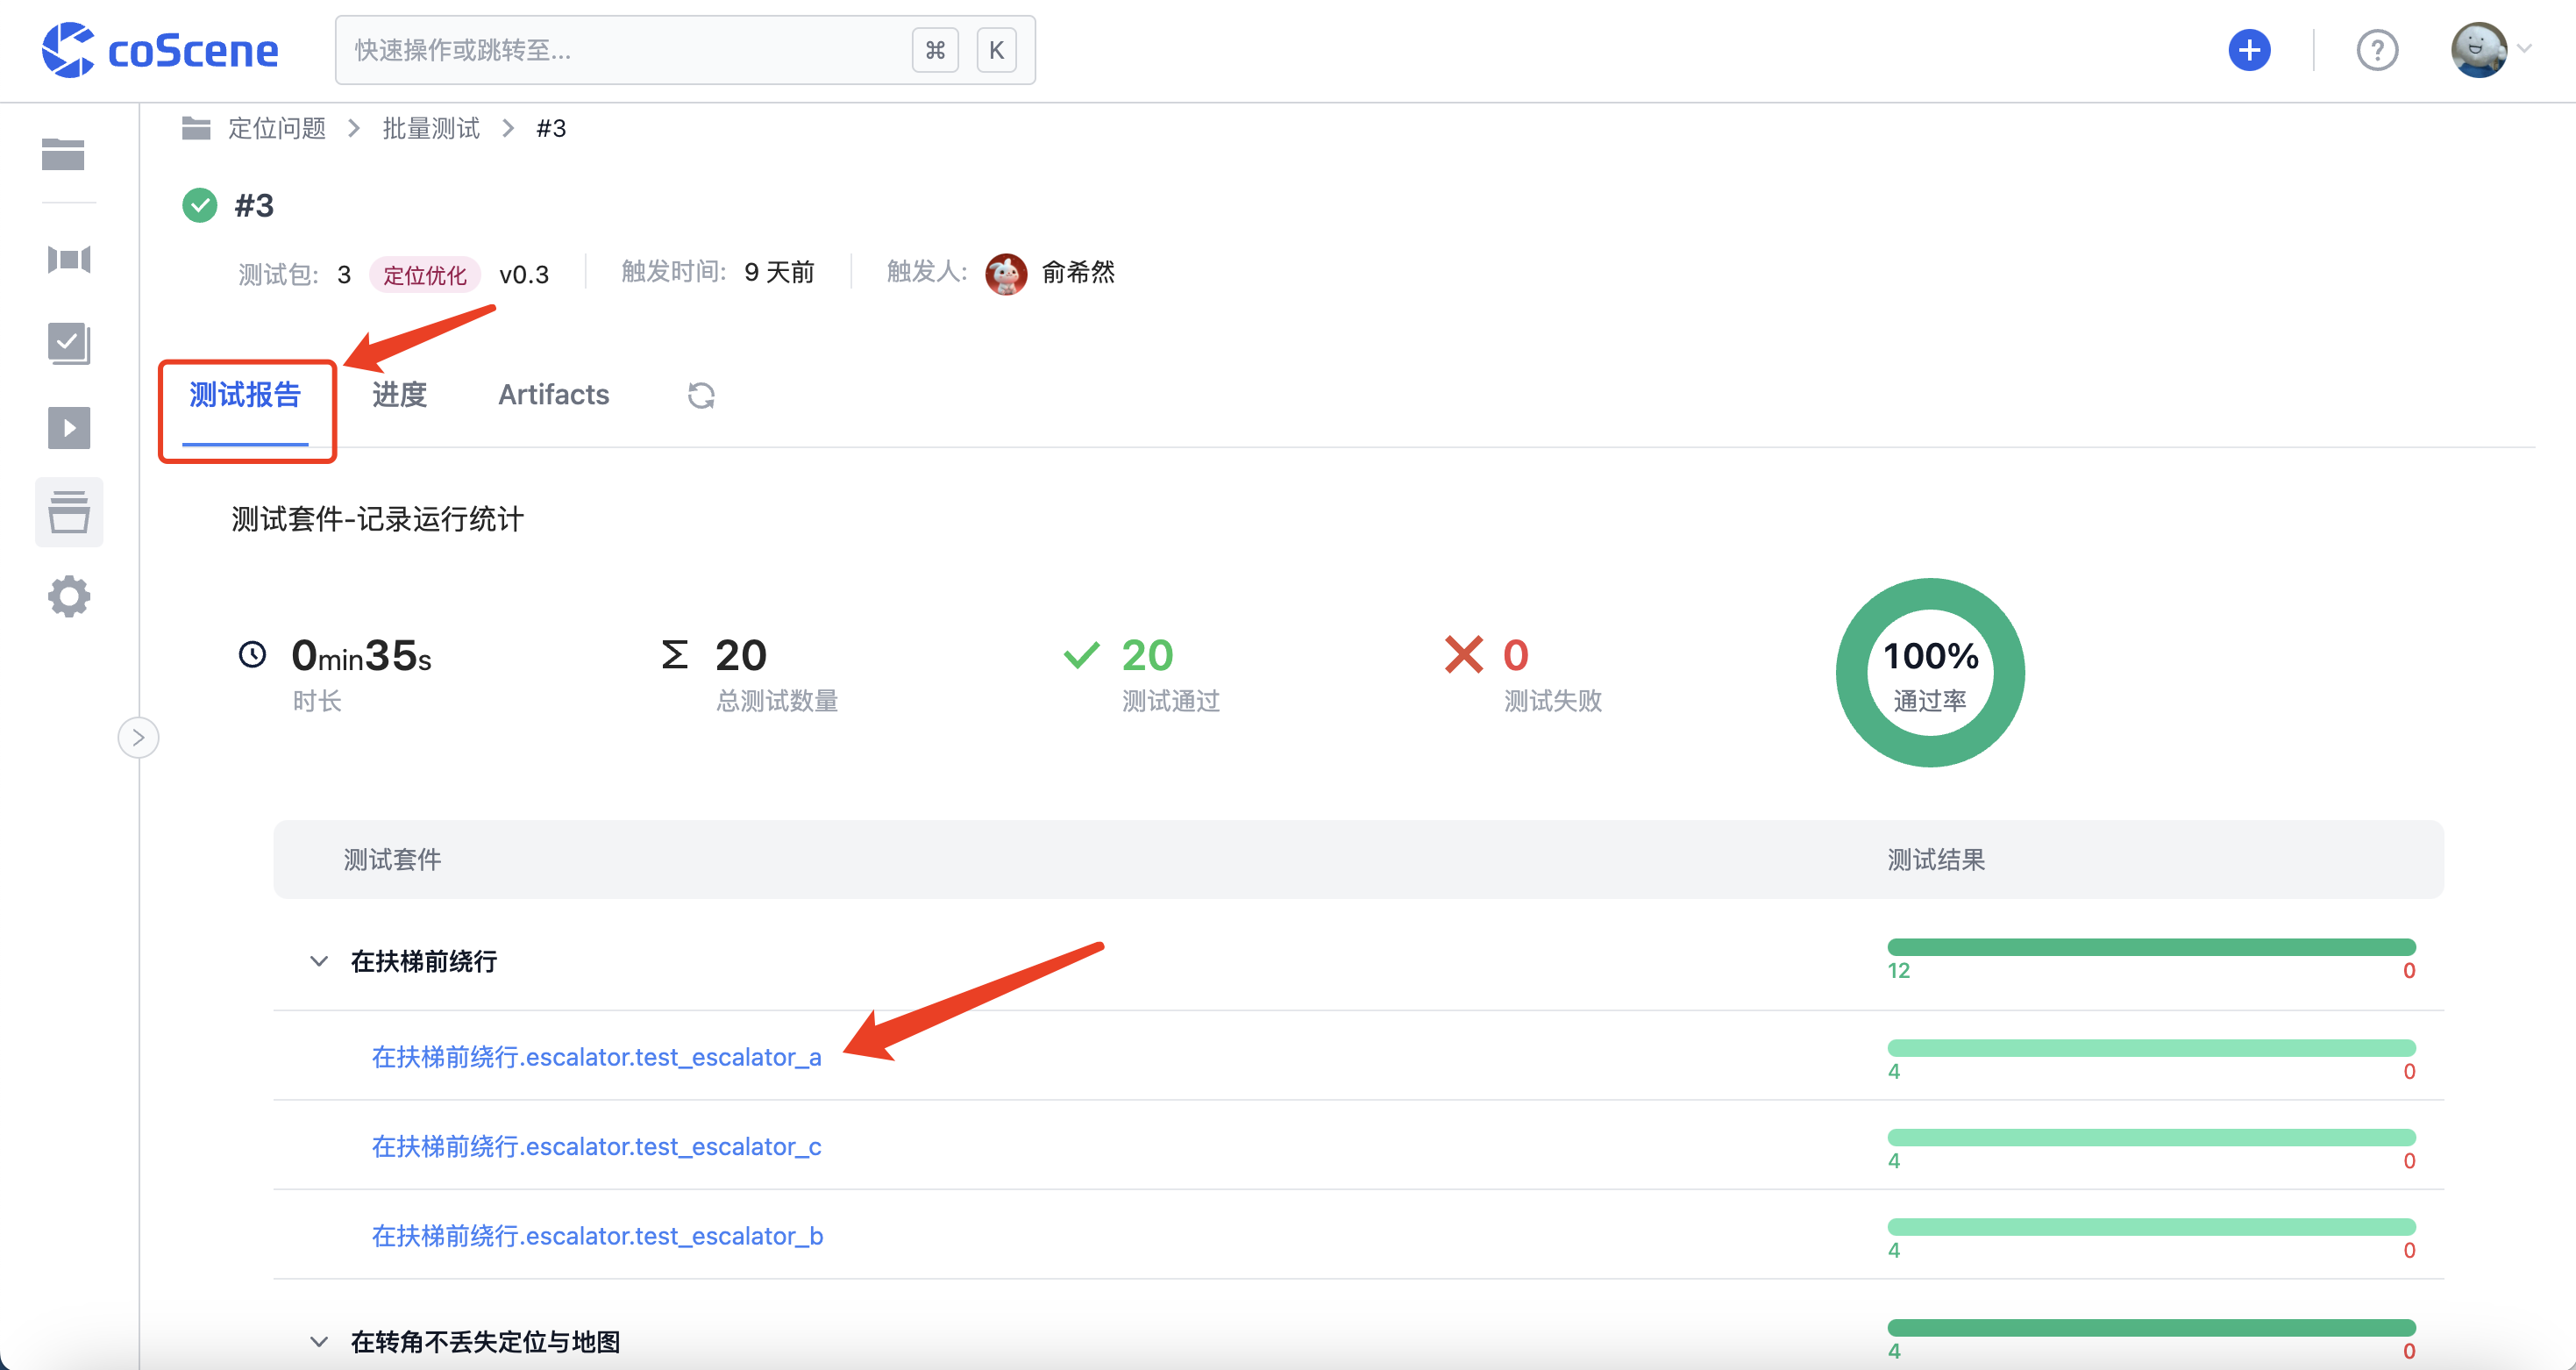 coScene
快速操作或跳转至...
⌘ K
定位问题 > 批量测试 > #3
#3
测试包: 3 定位优化 v0.3
触发时间: 9 天前
触发人: 俞希然
测试报告 进度 Artifacts
测试套件-记录运行统计
0min35s
时长
Σ 20
总测试数量
20
测试通过
0
测试失败
100%
通过率
测试套件 测试结果
在扶梯前绕行
12 0
在扶梯前绕行.escalator.test_escalator_a
4 0
在扶梯前绕行.escalator.test_escalator_c
4 0
在扶梯前绕行.escalator.test_escalator_b
4 0
在转角不丢失定位与地图
4 0